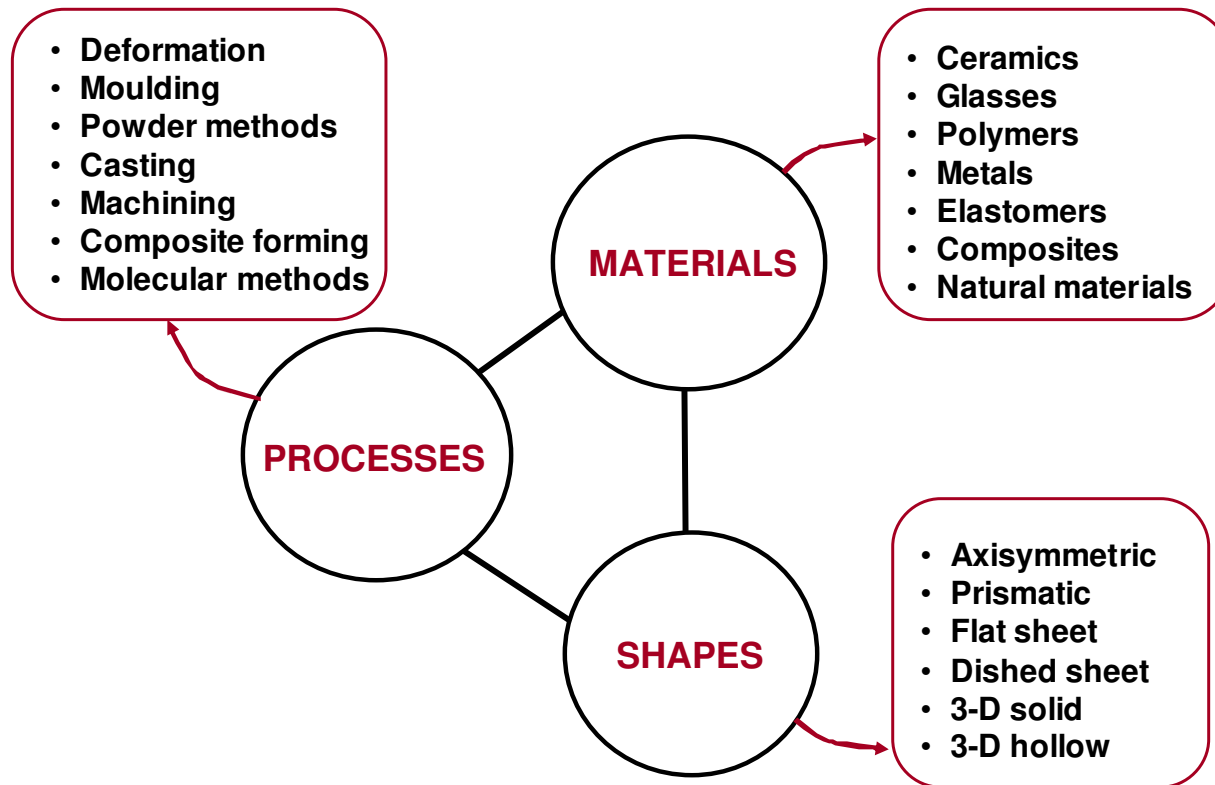 • Deformation
• Moulding
• Powder methods
• Casting
• Machining
• Composite forming
• Molecular methods
• Ceramics
• Glasses
• Polymers
• Metals
• Elastomers
• Composites
• Natural materials
MATERIALS
PROCESSES
SHAPES
• Axisymmetric
• Prismatic
• Flat sheet
• Dished sheet
• 3-D solid
• 3-D hollow